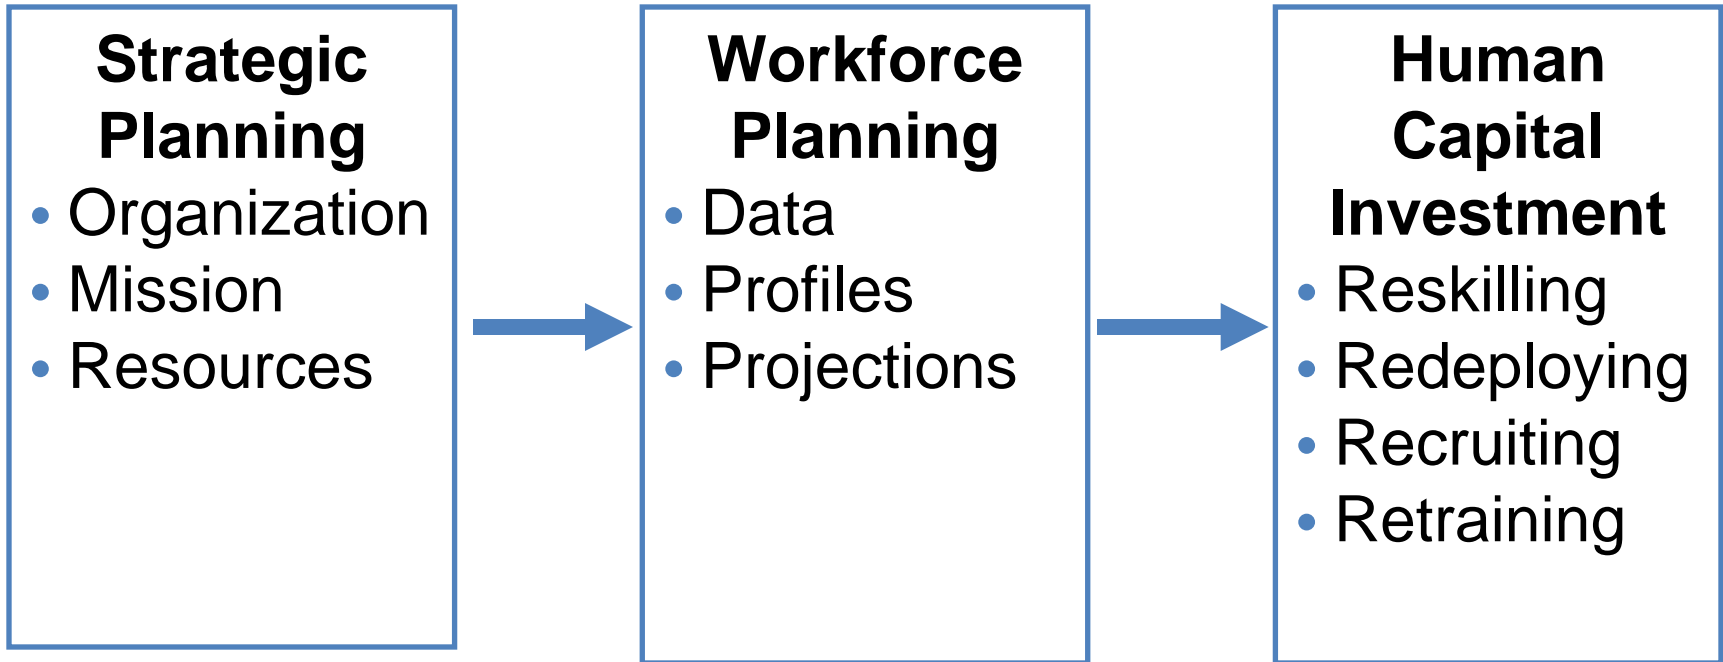 Strategic
Planning
• Organization
• Mission
• Resources
Workforce
Planning
• Data
• Profiles
• Projections
Human
Capital
Investment
• Reskilling
• Redeploying
• Recruiting
• Retraining